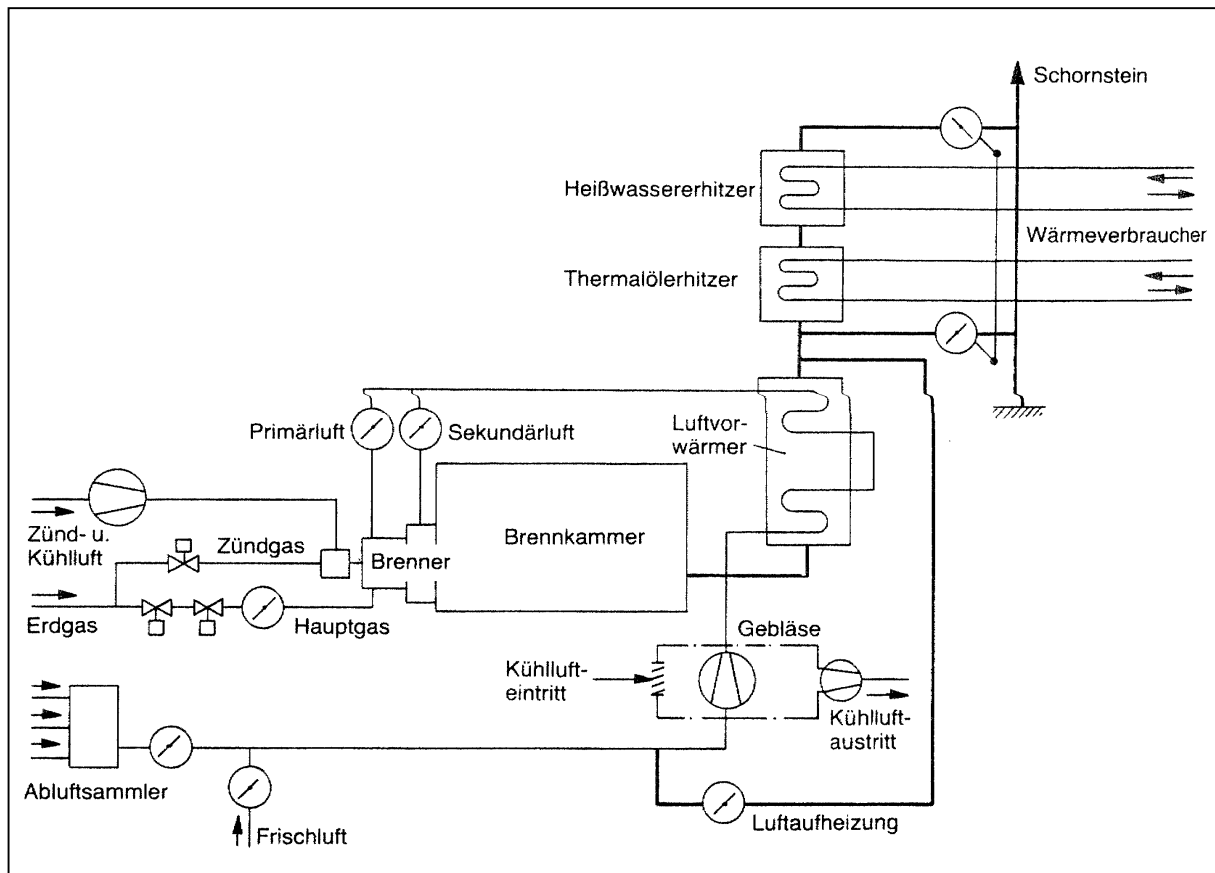 Schornstein
Heißwassererhitzer
Wärmeverbraucher
Thermalölerhitzer
Primärluft
Sekundärluft
Luftvor-
wärmer
Zünd- u.
Kühlluft
Zündgas
Brenner
Brennkammer
Erdgas
Hauptgas
Gebläse
Kühlluft-
eintritt
Kühlluft-
austritt
Abluftsammler
Frischluft
Luftaufheizung